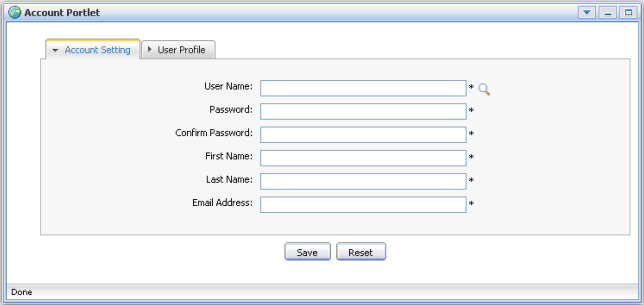 Account Portlet
Account Setting User Profile
User Name: *
Password: *
Confirm Password: *
First Name: *
Last Name: *
Email Address: *
Save Reset
Done